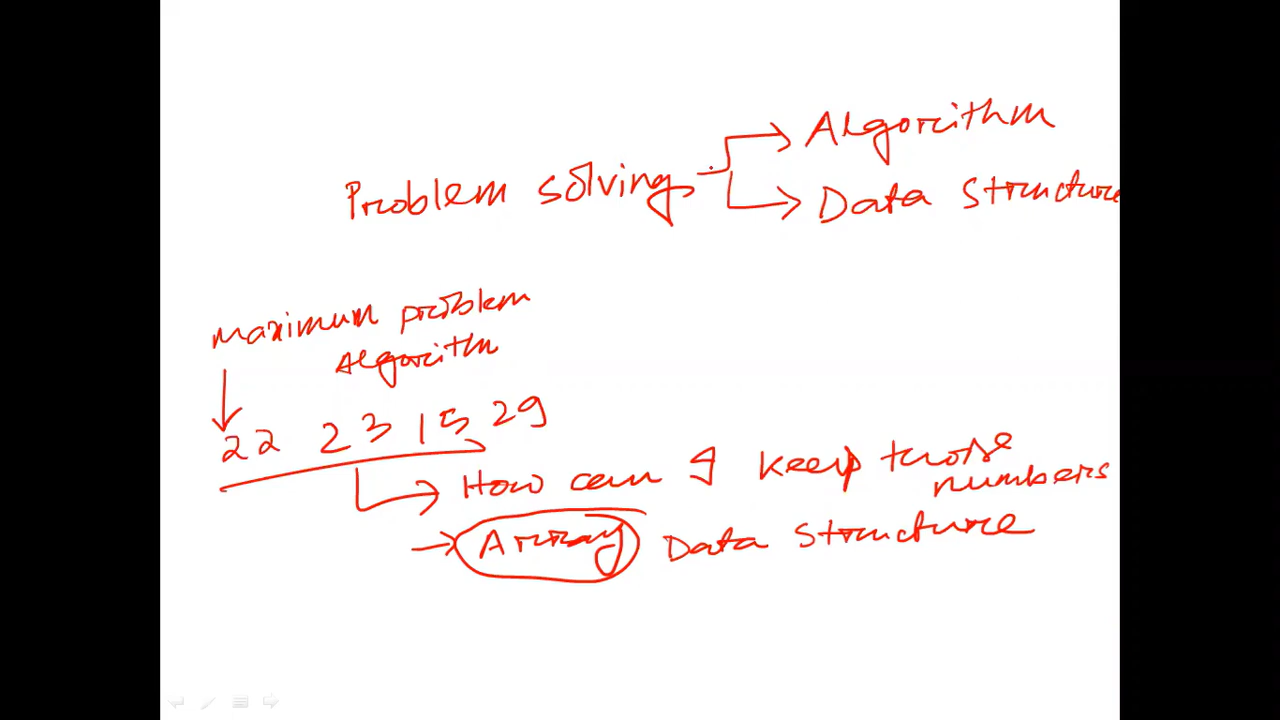 Algorithm
Problem solving
Data Structure
Maximum problem
Algorithm
22 23 15 29
How can I keep those
numbers
Array Data Structure